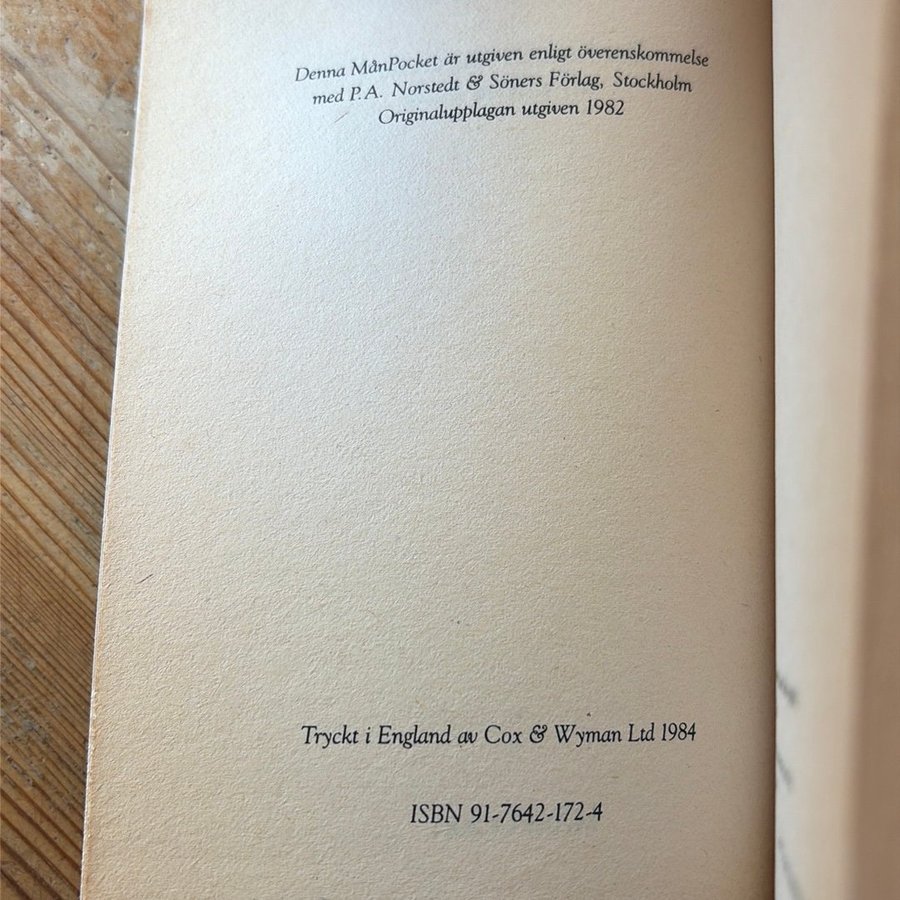 Denna MånPocket är utgiven enligt överenskommelse
med P.A. Norstedt & Söners Förlag, Stockholm
Originalupplagan utgiven 1982
Tryckt i England av Cox & Wyman Ltd 1984
ISBN 91-7642-172-4